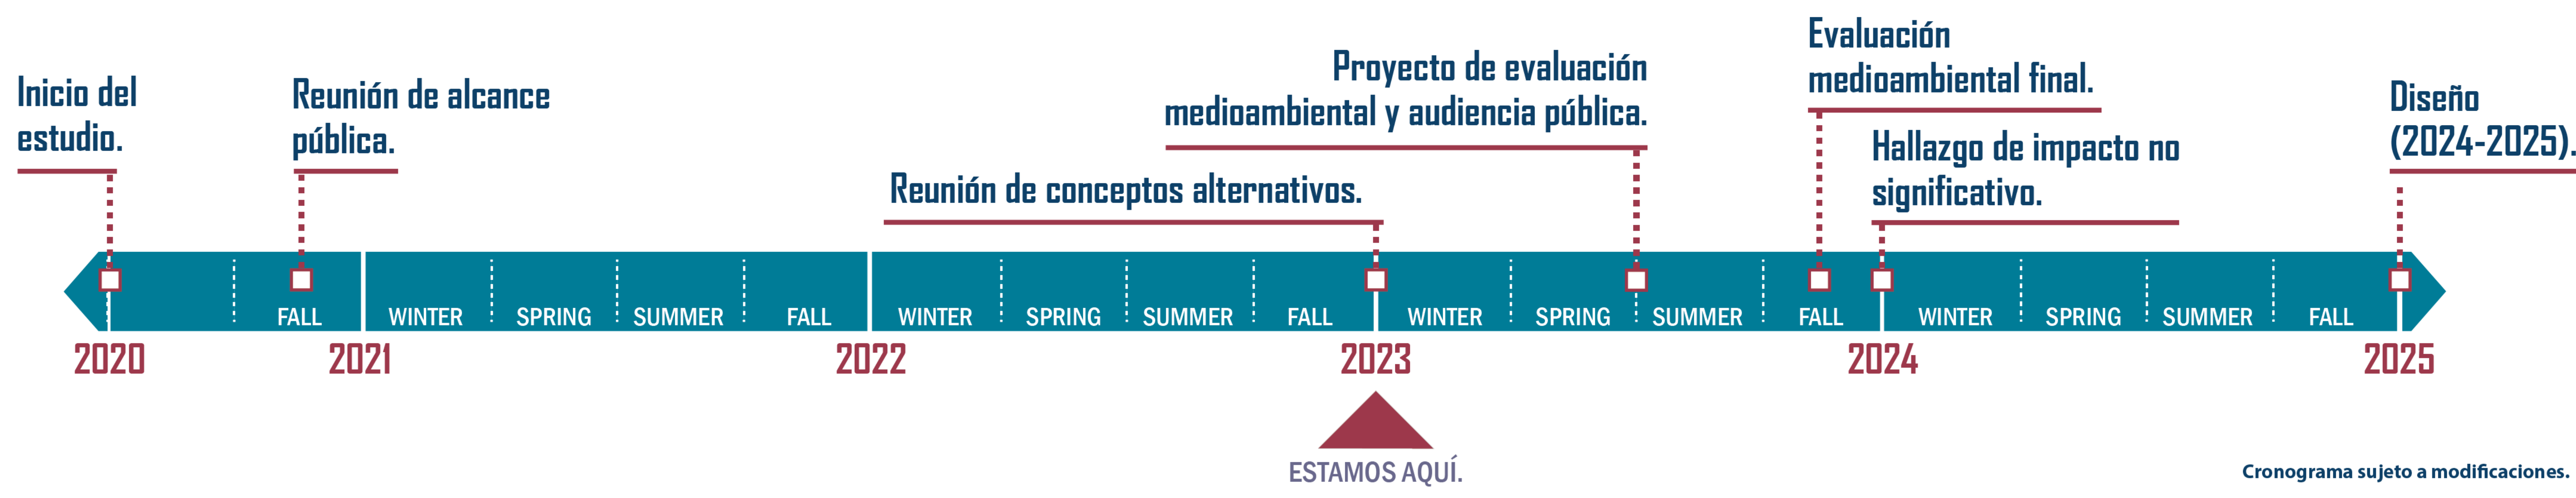 Inicio del
estudio.
Reunión de alcance
pública.
Reunión de conceptos alternativos.
Proyecto de evaluación
medioambiental y audiencia pública.
Evaluación
medioambiental final.
Hallazgo de impacto no
significativo.
Diseño
(2024-2025).
FALL WINTER SPRING SUMMER FALL WINTER SPRING SUMMER FALL WINTER SPRING SUMMER FALL WINTER SPRING SUMMER FALL
2020 2021 2022 2023 2024 2025
ESTAMOS AQUÍ.
Cronograma sujeto a modificaciones.